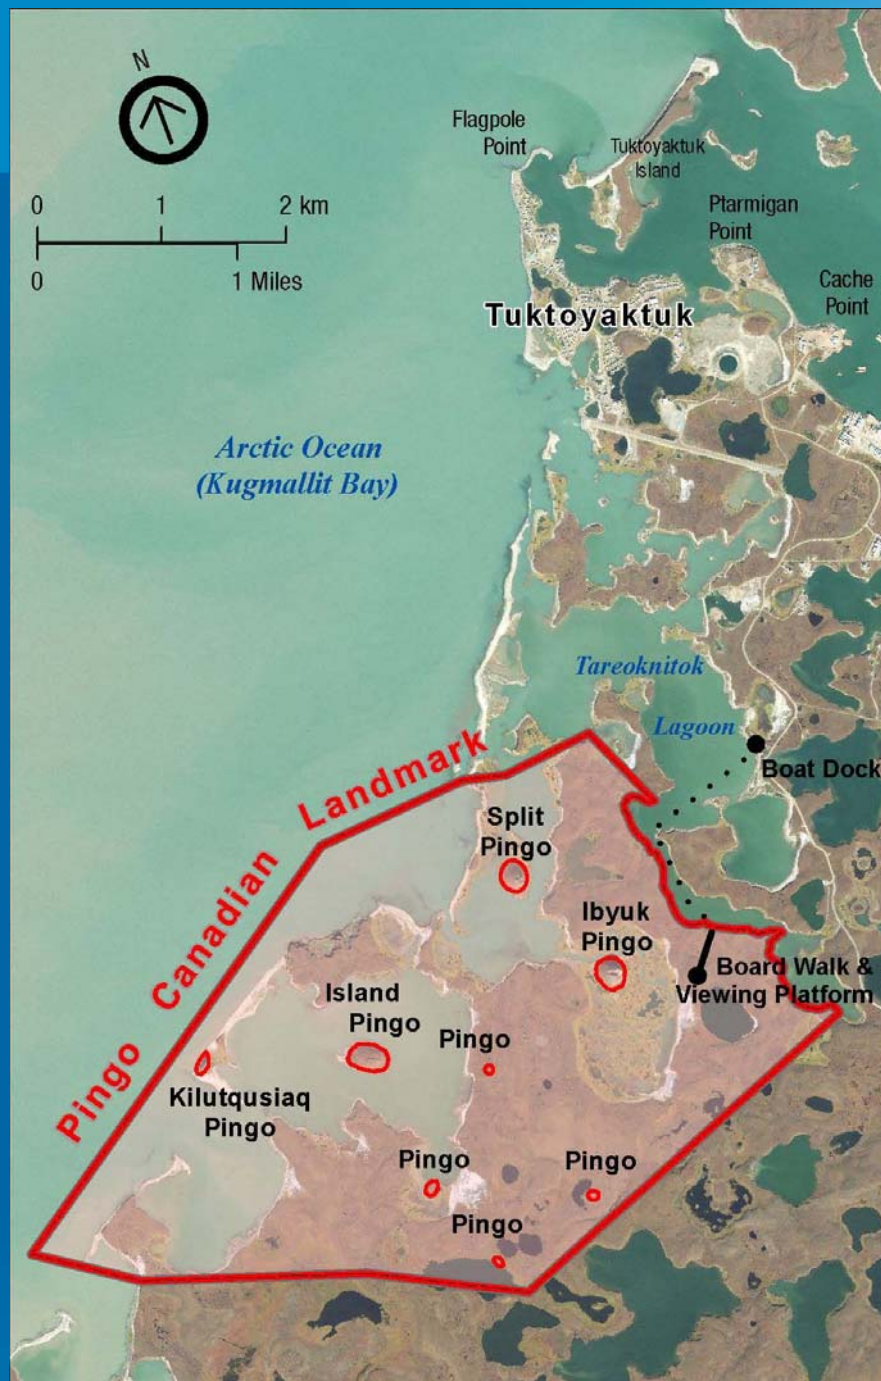 N
0 1 2 km
0 1 Miles
Flagpole
Point
Tuktoyaktuk
Island
Ptarmigan
Point
Cache
Point
Tuktoyaktuk
Arctic Ocean
(Kugmallit Bay)
Tareoknitok
Lagoon
Boat Dock
Pingo Canadian Landmark
Split
Pingo
Ibyuk
Pingo
Board Walk &
Viewing Platform
Island
Pingo
Pingo
Kilutqusiaq
Pingo
Pingo
Pingo
Pingo